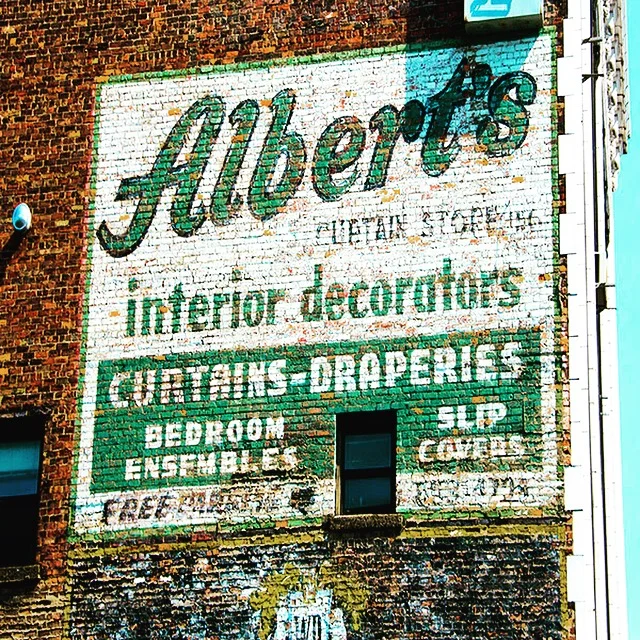 Albert's
CURTAIN STORE INC
interior decorators
CURTAINS-DRAPERIES
BEDROOM
ENSEMBLES
SLIP
COVERS
FREE